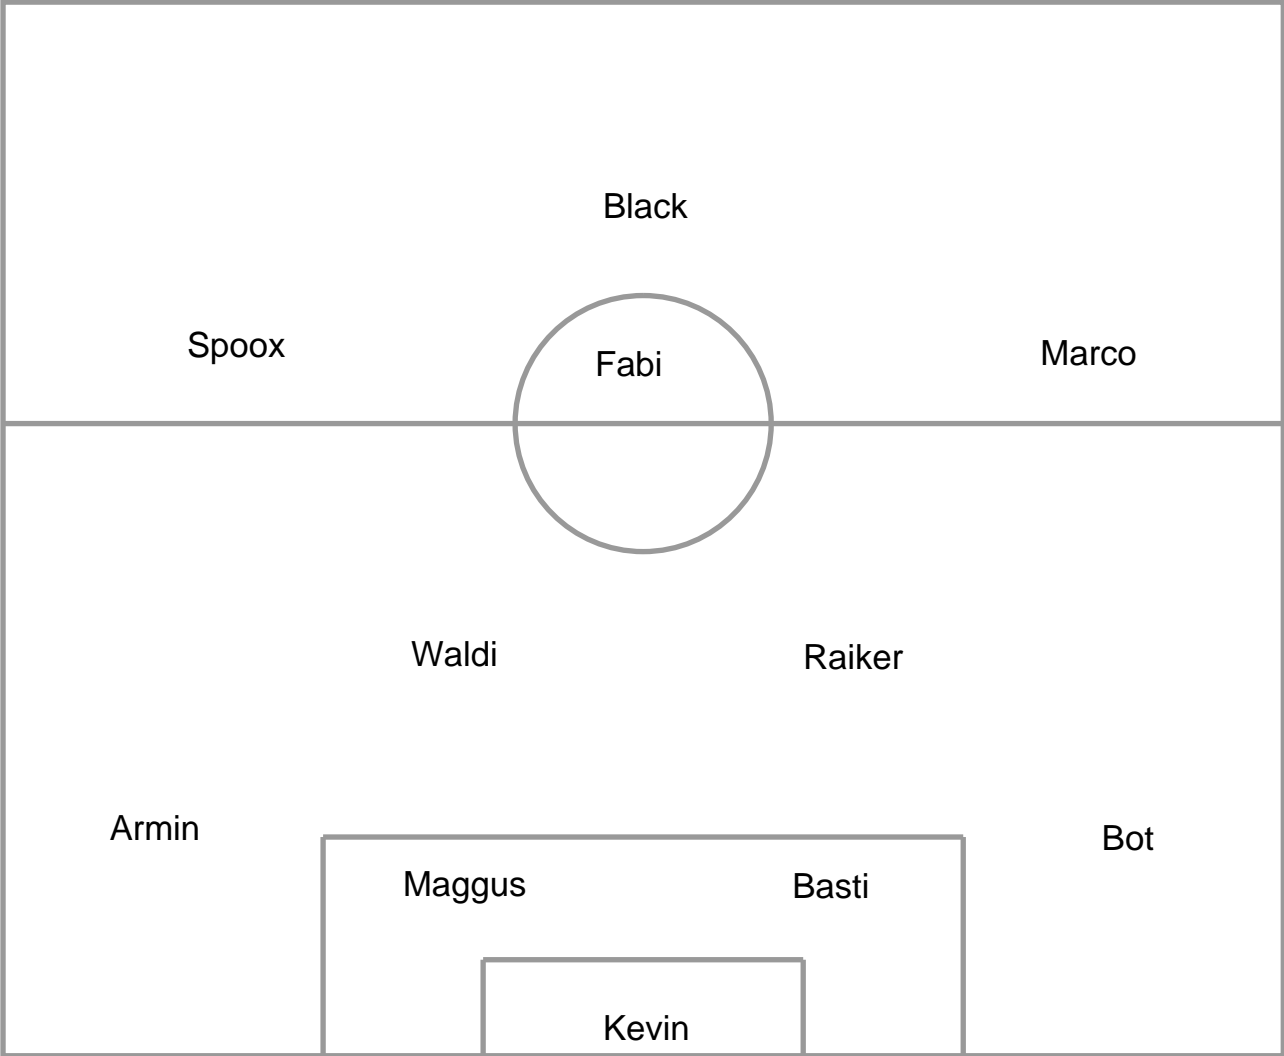 Black
Spoox
Fabi
Marco
Waldi
Raiker
Armin
Bot
Maggus
Basti
Kevin